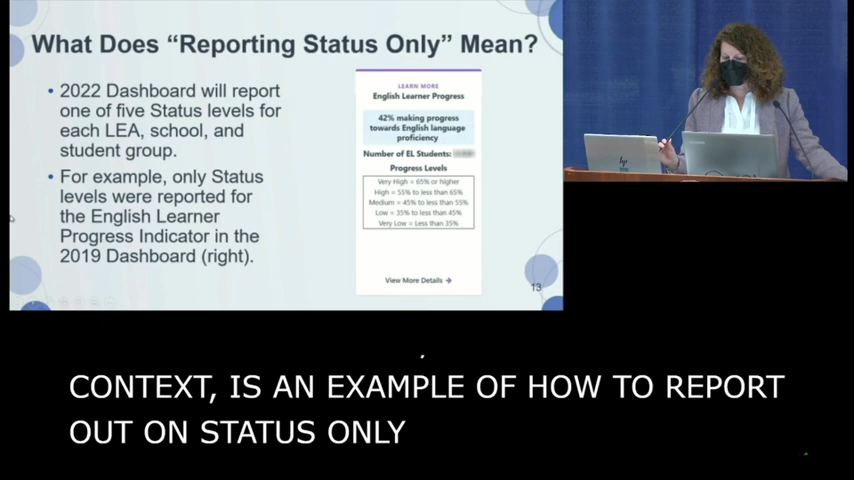 What Does “Reporting Status Only” Mean?
• 2022 Dashboard will report
one of five Status levels for
each LEA, school, and
student group.
• For example, only Status
levels were reported for
the English Learner
Progress Indicator in the
2019 Dashboard (right).
LEARN MORE
English Learner Progress
42% making progress
towards English language
proficiency
Number of EL Students:
Progress Levels
Very High = 65% or higher
High = 55% to less than 65%
Medium = 45% to less than 55%
Low = 35% to less than 45%
Very Low = Less than 35%
View More Details →
13
hp
CONTEXT, IS AN EXAMPLE OF HOW TO REPORT
OUT ON STATUS ONLY